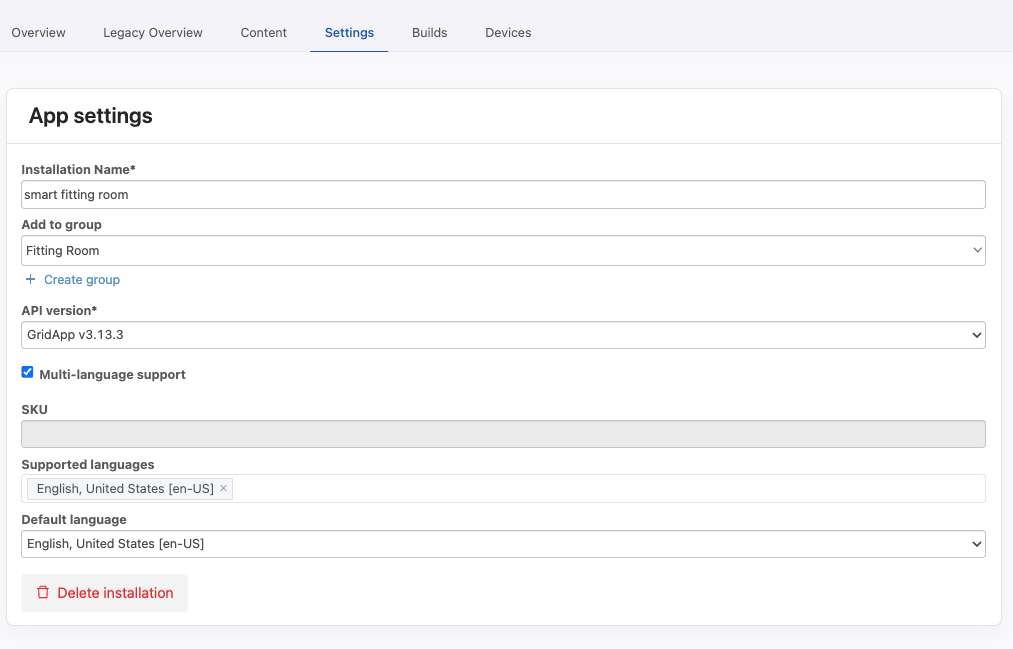 Overview Legacy Overview Content Settings Builds Devices
App settings
Installation Name*
smart fitting room
Add to group
Fitting Room
+ Create group
API version*
GridApp v3.13.3
Multi-language support
SKU
Supported languages
English, United States [en-US] ×
Default language
English, United States [en-US]
Delete installation